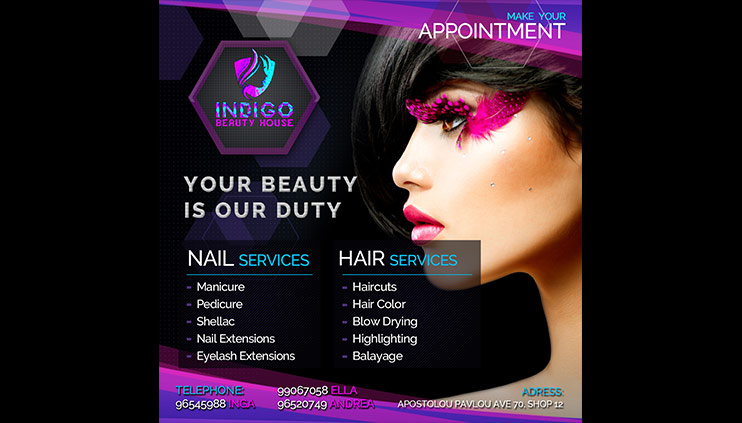 MAKE YOUR
APPOINTMENT
INDIGO
BEAUTY HOUSE
YOUR BEAUTY
IS OUR DUTY
NAIL SERVICES
Manicure
Pedicure
Shellac
Nail Extensions
Eyelash Extensions
HAIR SERVICES
Haircuts
Hair Color
Blow Drying
Highlighting
Balayage
TELEPHONE:
96545988 INGA
99067058 ELLA
96520749 ANDREA
ADRESS:
APOSTOLOU PAVLOU AVE 70, SHOP 12